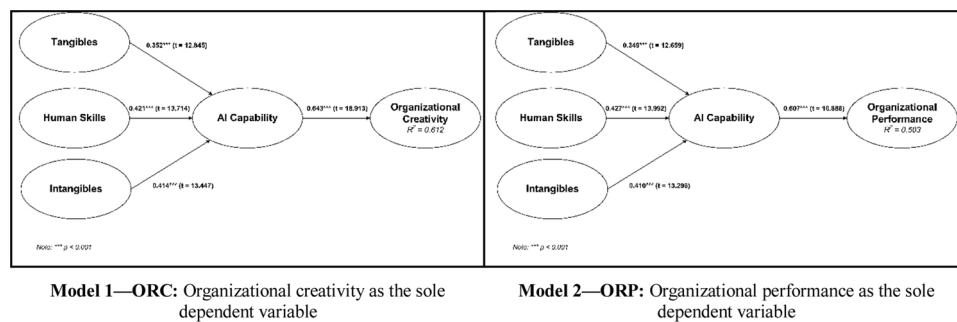 Tangibles
0.352*** (t = 12.845)
Human Skills
0.421*** (t = 13.714)
AI Capability
0.643*** (t = 18.913)
Organizational
Creativity
R² = 0.612
Intangibles
0.414*** (t = 13.447)
Note: *** p < 0.001
Tangibles
0.349*** (t = 12.659)
Human Skills
0.427*** (t = 13.992)
AI Capability
0.607*** (t = 16.888)
Organizational
Performance
R² = 0.503
Intangibles
0.410*** (t = 13.298)
Note: *** p < 0.001
Model 1—ORC: Organizational creativity as the sole
dependent variable
Model 2—ORP: Organizational performance as the sole
dependent variable